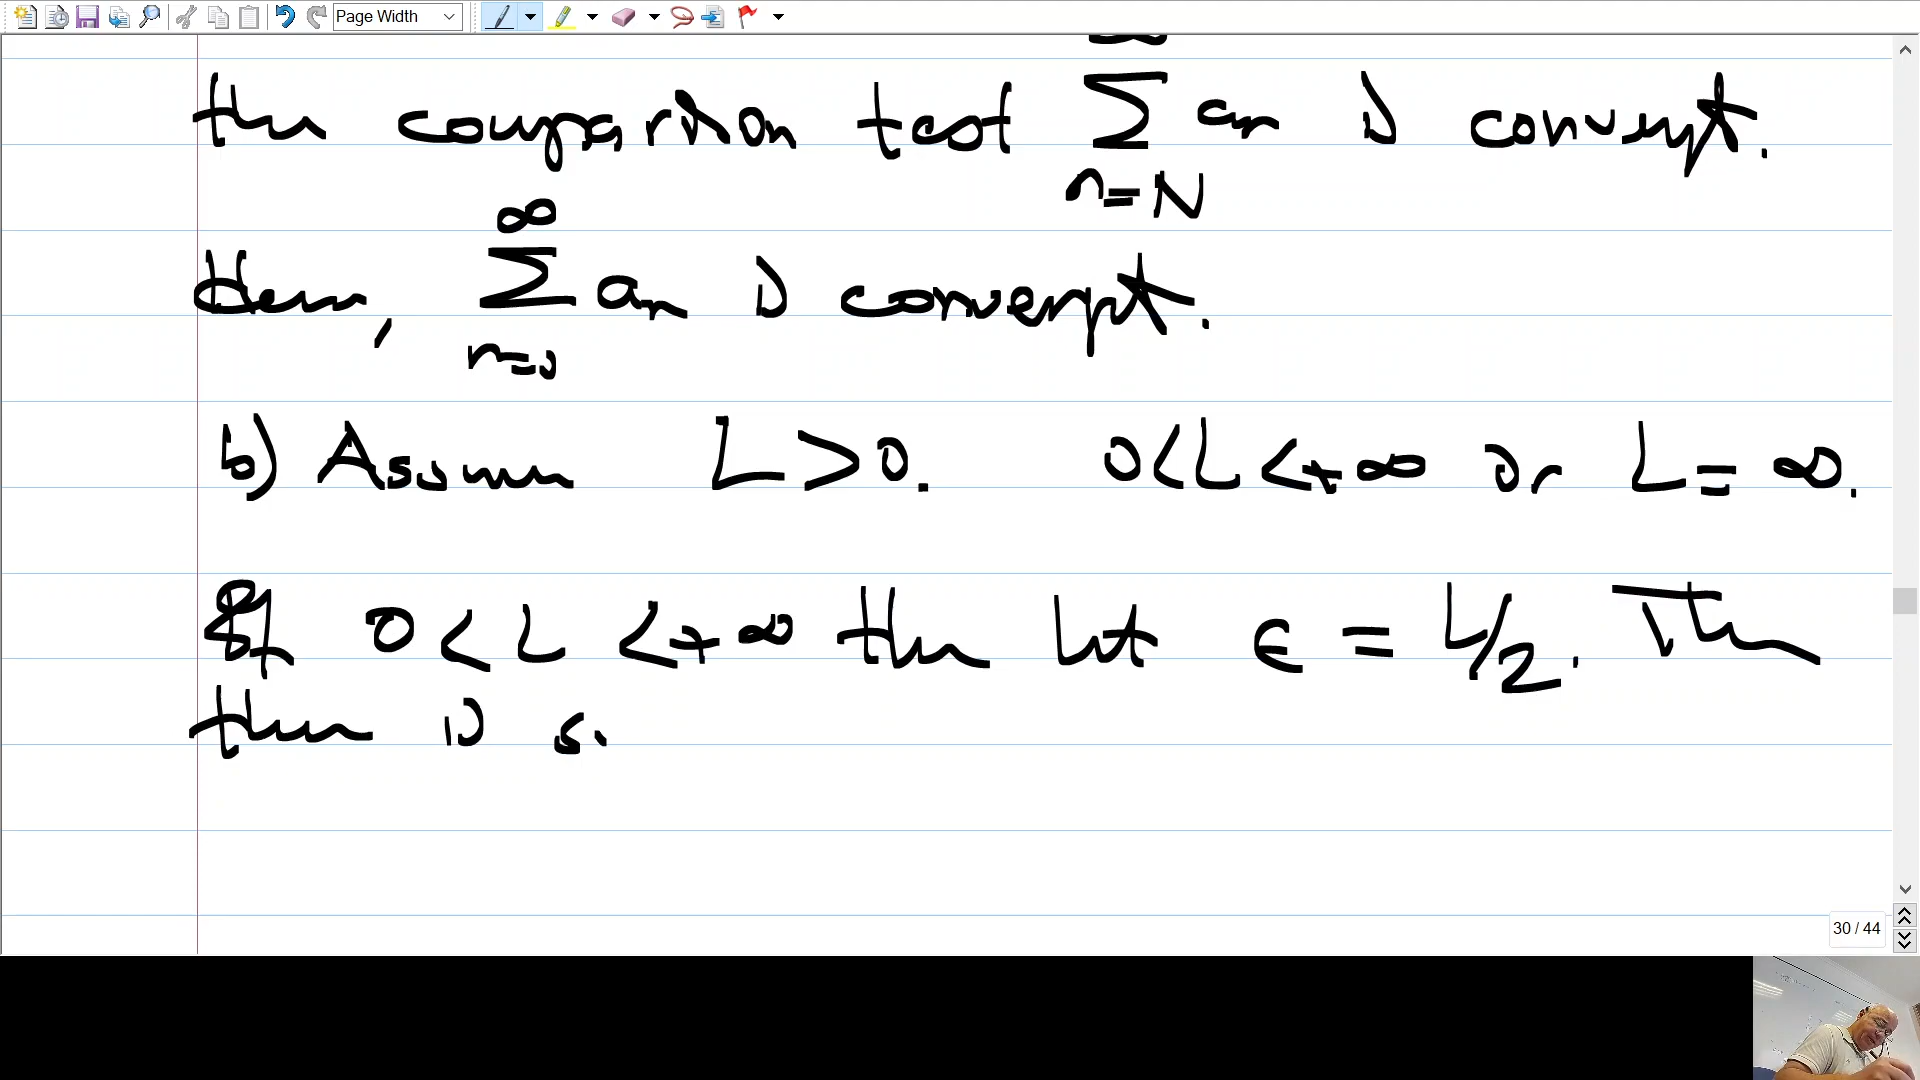 Page Width
∞
the comparison test ∑ an is convergent.
n=N
∞
Hence, ∑ an is convergent.
n=0
b) Assume L>0. 0<L<+∞ or L=∞.
If 0<L<+∞ then let ϵ = L/2. Then
there is s
30 / 44